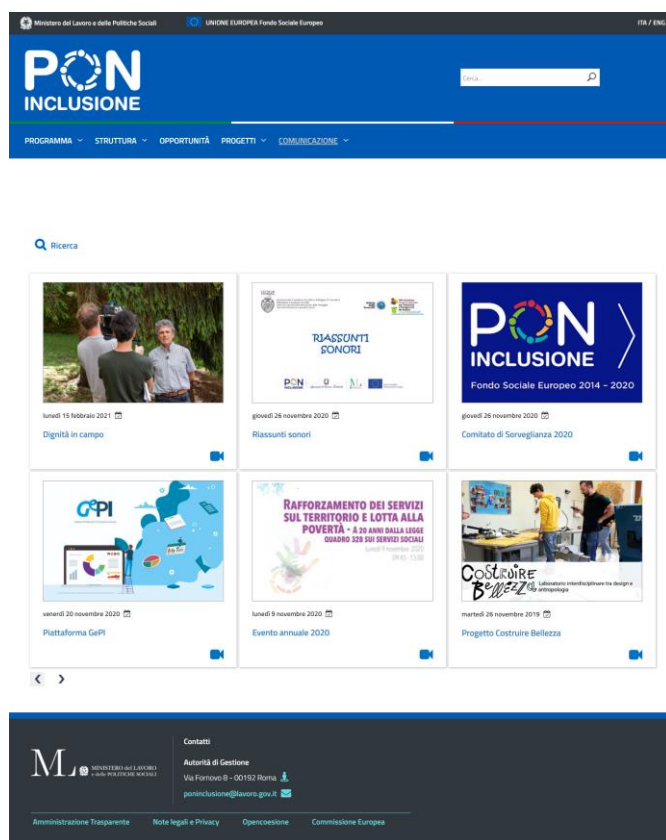 Ministero del Lavoro e delle Politiche Sociali
UNIONE EUROPEA Fondo Sociale Europeo
ITA / ENG
PON
INCLUSIONE
Cerca...
PROGRAMMA
STRUTTURA
OPPORTUNITÀ
PROGETTI
COMUNICAZIONE
Ricerca
lunedì 15 febbraio 2021
Dignità in campo
RIASSUNTI
SONORI
PON
giovedì 26 novembre 2020
Riassunti sonori
PON
INCLUSIONE
Fondo Sociale Europeo 2014 - 2020
giovedì 26 novembre 2020
Comitato di Sorveglianza 2020
GePI
venerdì 20 novembre 2020
Piattaforma GePI
RAFFORZAMENTO DEI SERVIZI
SUL TERRITORIO E LOTTA ALLA
POVERTÀ - A 20 ANNI DALLA LEGGE
QUADRO 328 SUI SERVIZI SOCIALI
Lunedì 9 novembre 2020
lunedì 9 novembre 2020
Evento annuale 2020
COSTRUIRE
BELLEZZA
Laboratorio interdisciplinare tra design e
antropologia
martedì 26 novembre 2019
Progetto Costruire Bellezza
MINISTERO del LAVORO
e delle POLITICHE SOCIALI
Contatti
Autorità di Gestione
Via Fornovo 8 - 00192 Roma
poninclusione@lavoro.gov.it
Amministrazione Trasparente
Note legali e Privacy
Opencoesione
Commissione Europea